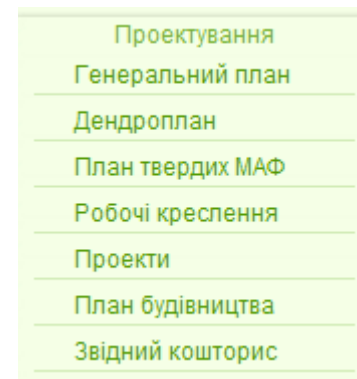 Проектування
Генеральний план
Дендроплан
План твердих МАФ
Робочі креслення
Проекти
План будівництва
Звідний кошторис